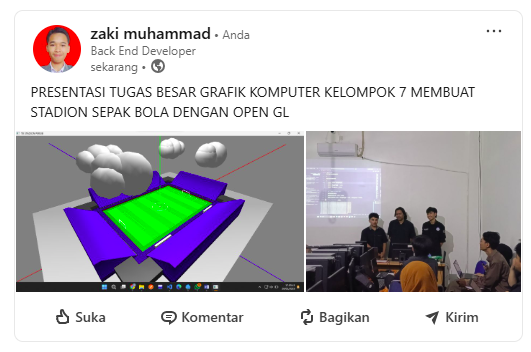 zaki muhammad • Anda
Back End Developer
sekarang •
PRESENTASI TUGAS BESAR GRAFIK KOMPUTER KELOMPOK 7 MEMBUAT
STADION SEPAK BOLA DENGAN OPEN GL
Suka
Komentar
Bagikan
Kirim